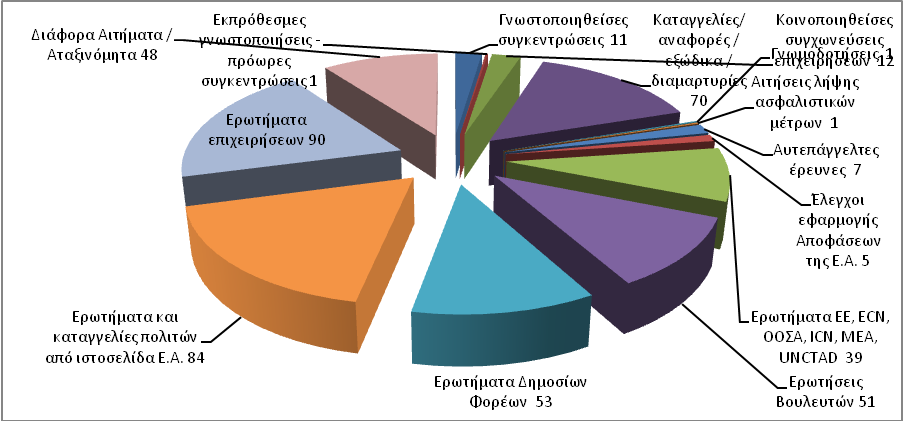 Διάφορα Αιτήματα /
Αταξινόμητα 48
Εκπρόθεσμες
γνωστοποιήσεις -
πρόωρες
συγκεντρώσεις 1
Γνωστοποιηθείσες
συγκεντρώσεις 11
Καταγγελίες/
αναφορές /
εξώδικα /
διαμαρτυρίες
70
Κοινοποιηθείσες
συγχωνεύσεις
επιχειρήσεων 12
Γνωμοδοτήσεις 1
Αιτήσεις λήψης
ασφαλιστικών
μέτρων 1
Αυτεπάγγελτες
έρευνες 7
Έλεγχοι
εφαρμογής
Αποφάσεων
της Ε.Α. 5
Ερωτήματα ΕΕ, ECN,
ΟΟΣΑ, ICN, ΜΕΑ,
UNCTAD 39
Ερωτήσεις
Βουλευτών 51
Ερωτήματα Δημοσίων
Φορέων 53
Ερωτήματα και
καταγγελίες πολιτών
από ιστοσελίδα Ε.Α. 84
Ερωτήματα
επιχειρήσεων 90